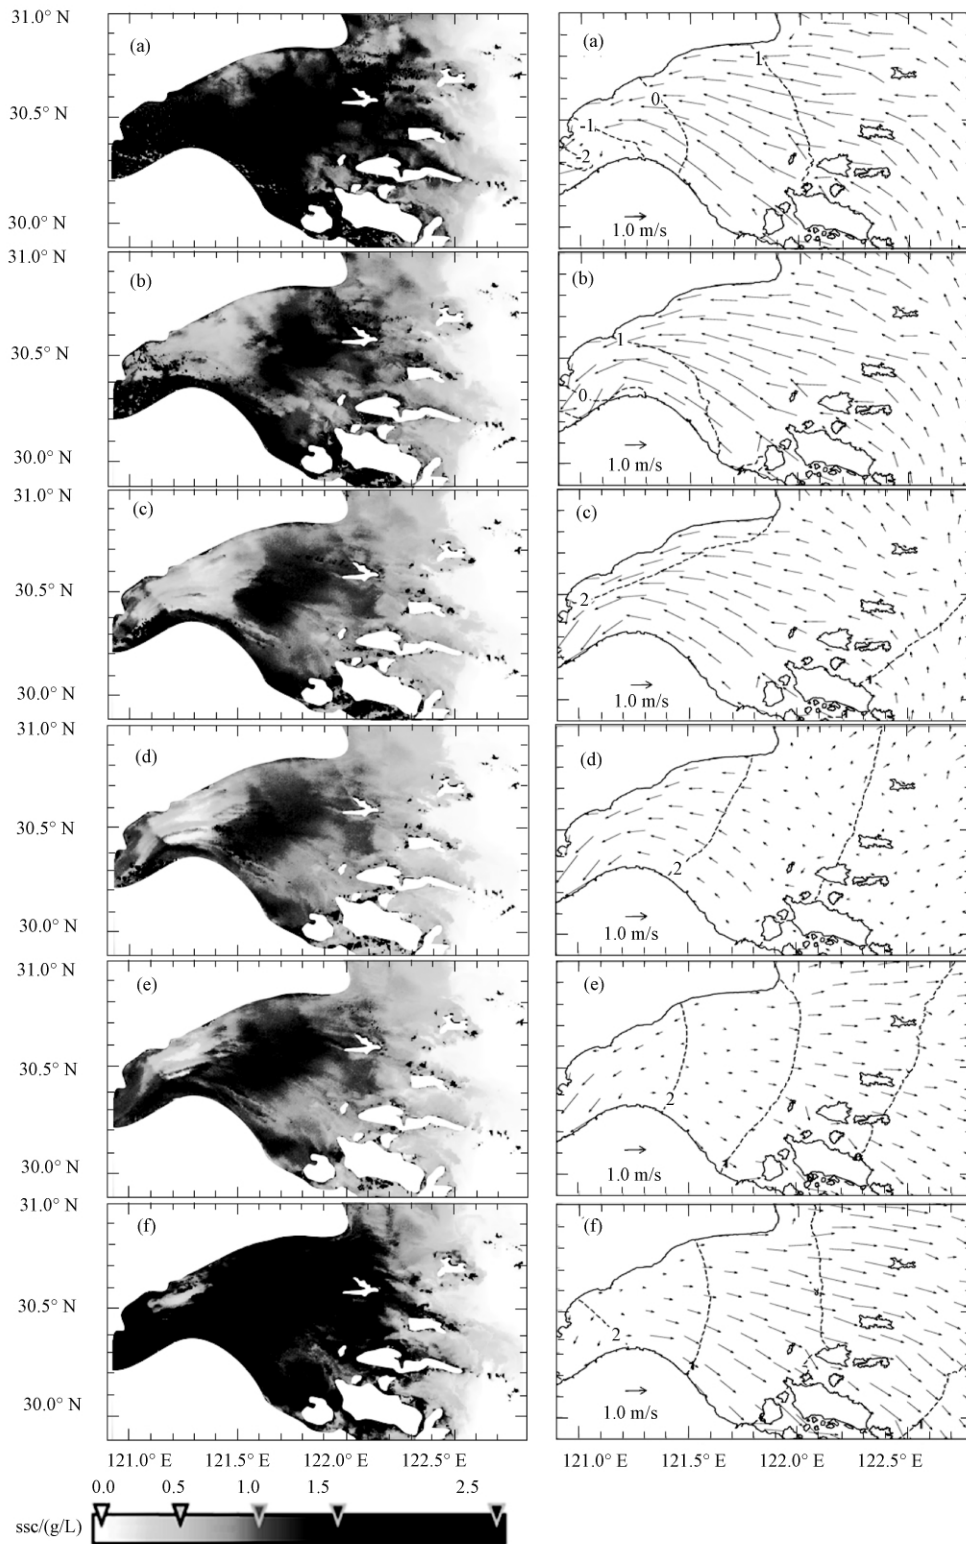 31.0° N
(a)
30.5° N
30.0° N
(a)
1
0
-1
-2
1.0 m/s
31.0° N
(b)
30.5° N
30.0° N
(b)
1
0
1.0 m/s
31.0° N
(c)
30.5° N
30.0° N
(c)
2
1.0 m/s
31.0° N
(d)
30.5° N
30.0° N
(d)
2
1.0 m/s
31.0° N
(e)
30.5° N
30.0° N
(e)
2
1.0 m/s
31.0° N
(f)
30.5° N
30.0° N
(f)
2
1.0 m/s
121.0° E 121.5° E 122.0° E 122.5° E
121.0° E 121.5° E 122.0° E 122.5° E
0.0 0.5 1.0 1.5 2.5
ssc/(g/L)